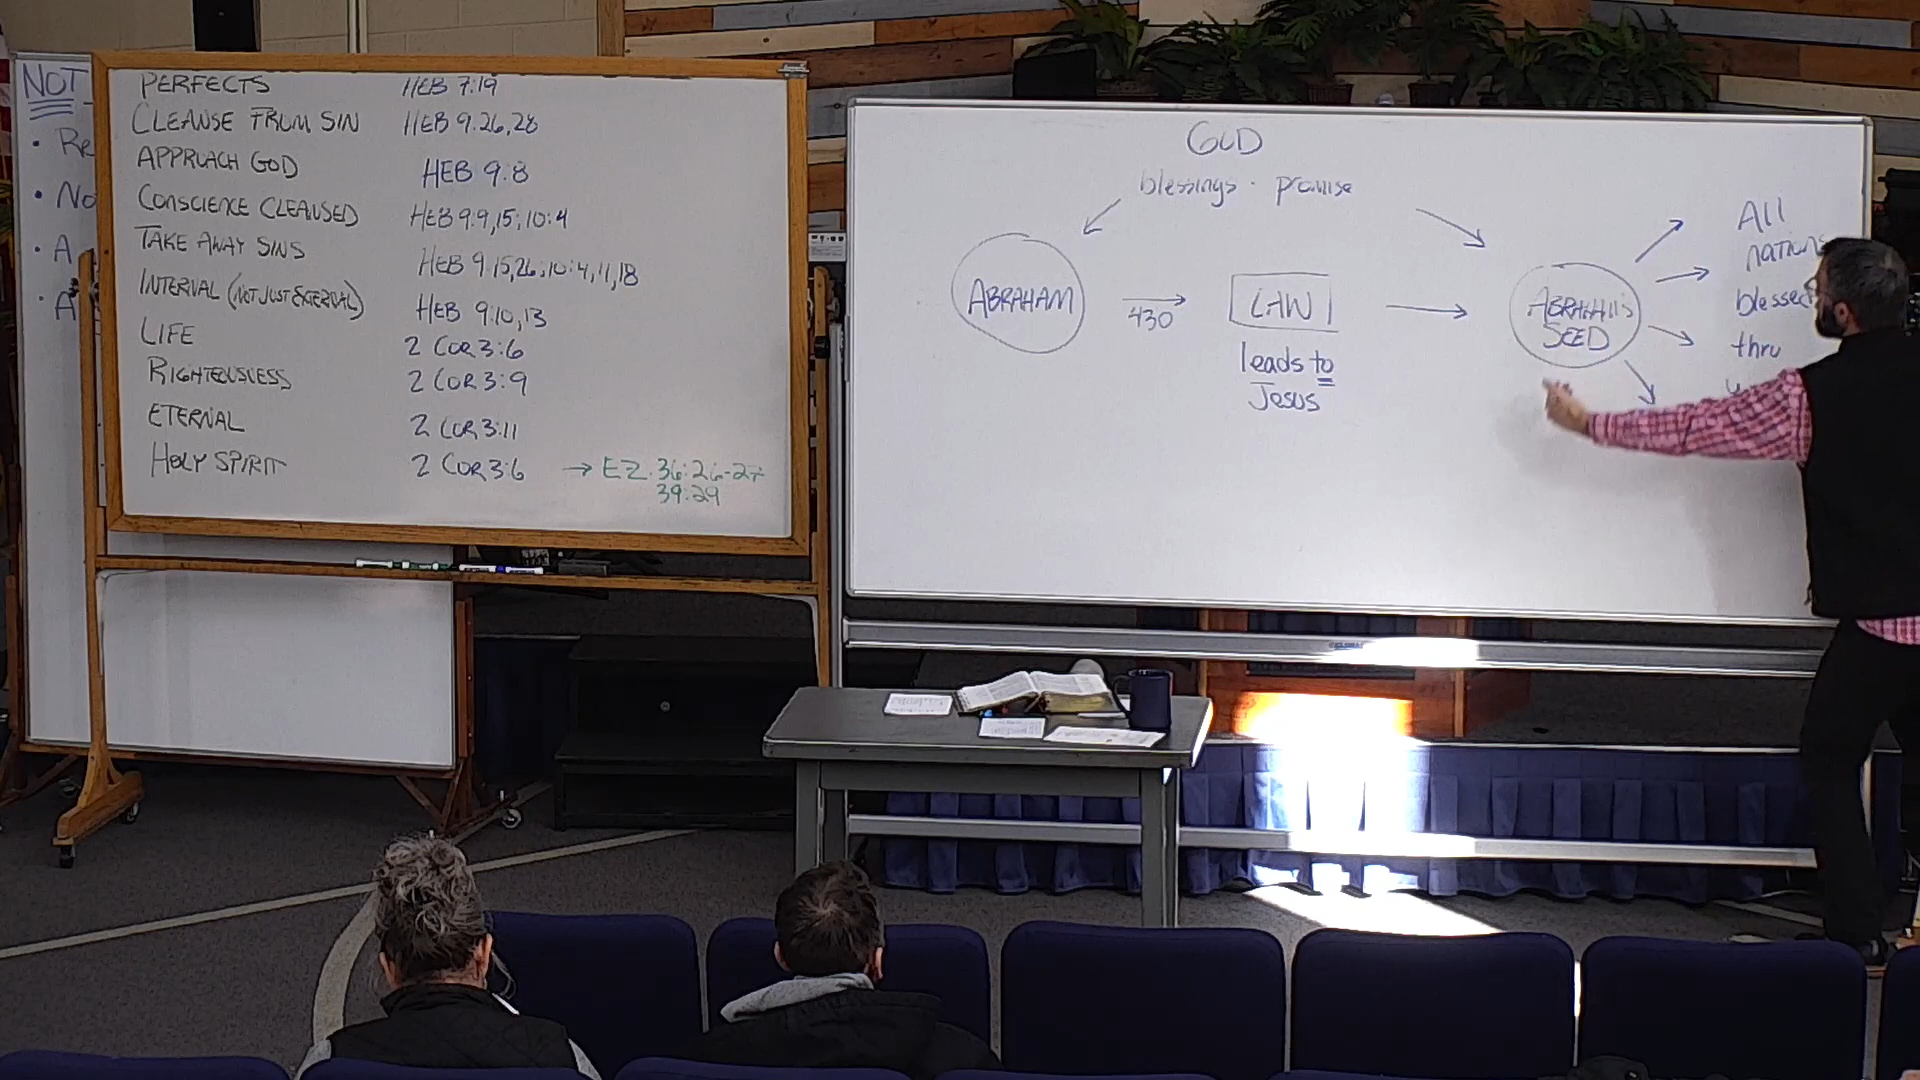 NOT
PERFECTS HEB 7:19
CLEANSE FROM SIN HEB 9:26,28
APPROACH GOD HEB 9:8
CONSCIENCE CLEANSED HEB 9:9,15; 10:4
TAKE AWAY SINS HEB 9:15,26; 10:4,11,18
INTERNAL (NOT JUST EXTERNAL) HEB 9:10,13
LIFE 2 COR 3:6
RIGHTEOUSNESS 2 COR 3:9
ETERNAL 2 COR 3:11
HOLY SPIRIT 2 COR 3:6 → EZ. 36:26-27;
39:29
• Re
• No
• A
• A
GOD
blessings · promise
ABRAHAM
430
LAW
leads to
Jesus
ABRAHAM'S
SEED
All
nations
blessed
thru